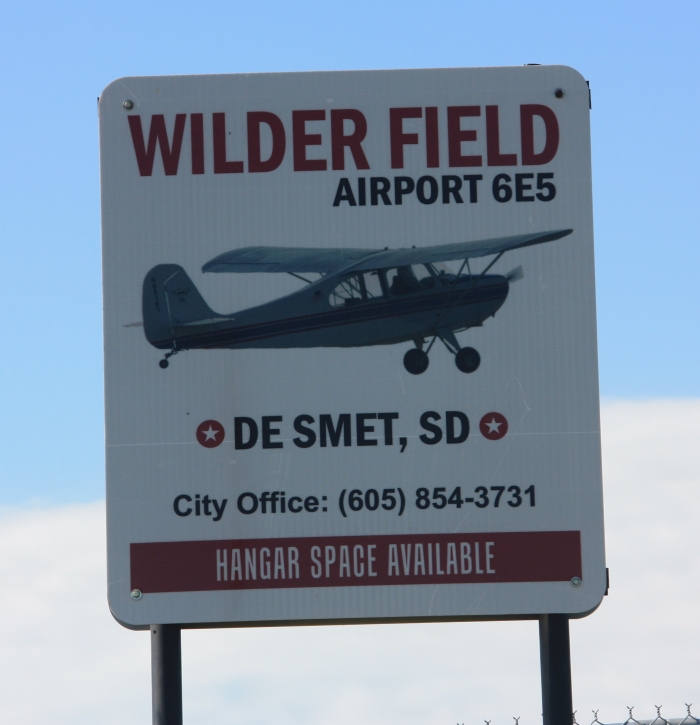 WILDER FIELD
AIRPORT 6E5
DE SMET, SD
City Office: (605) 854-3731
HANGAR SPACE AVAILABLE